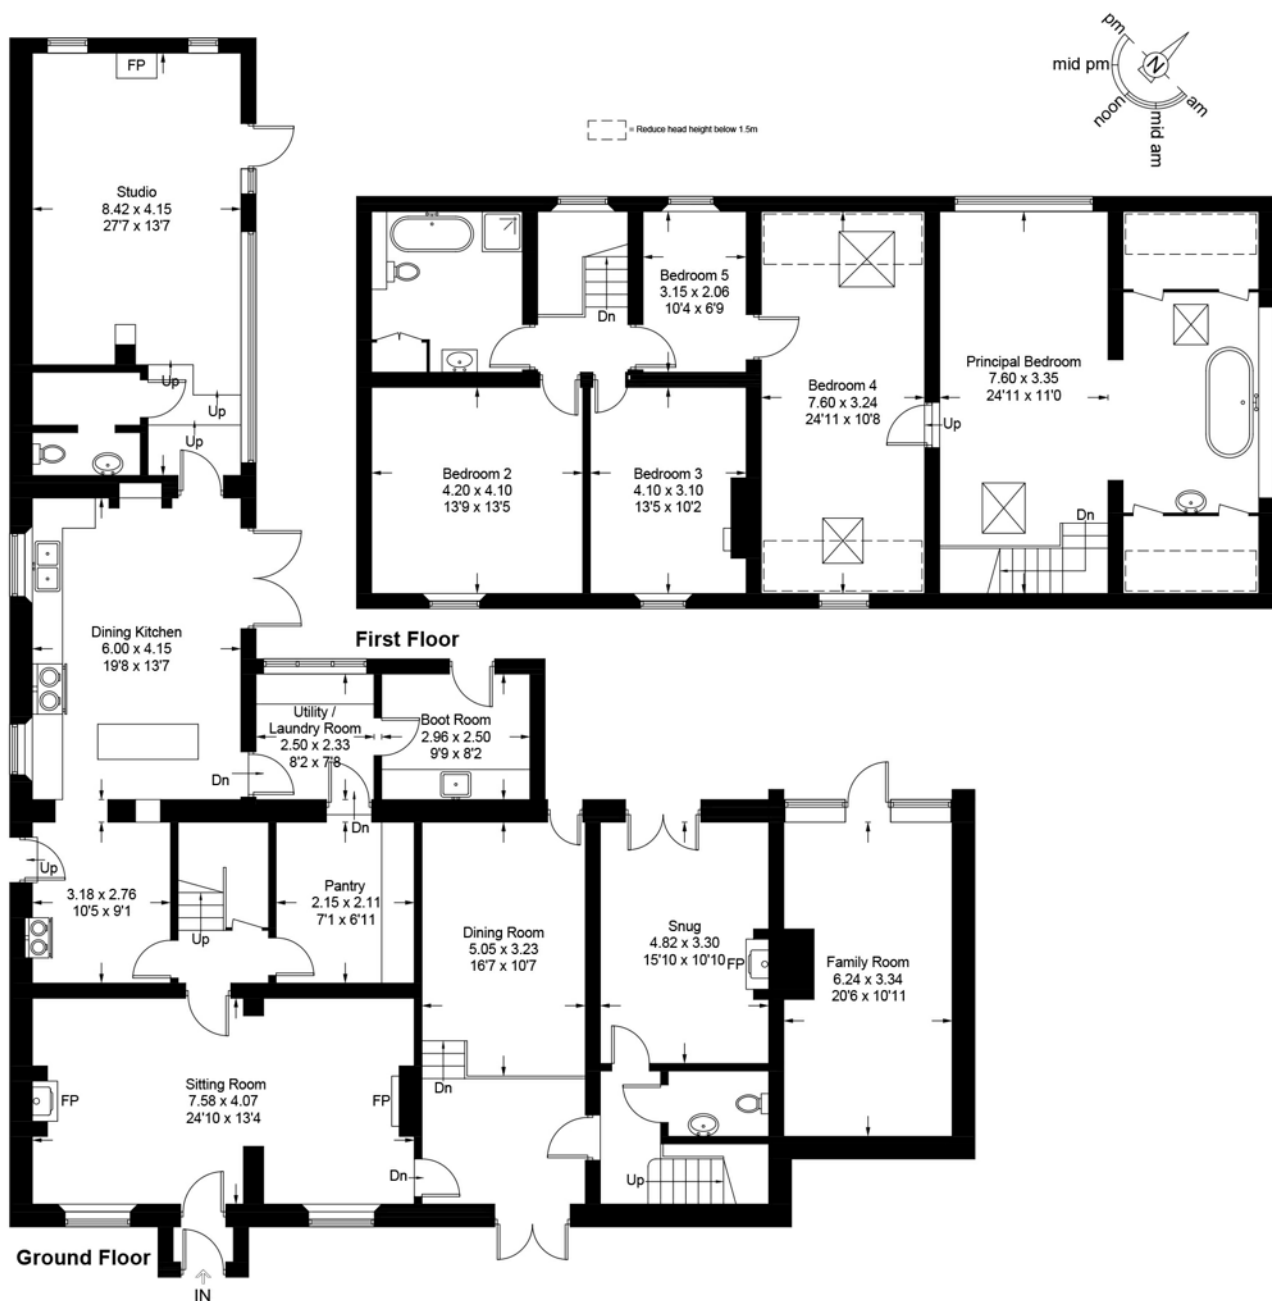 pm
mid pm
noon
mid am
am
N
= Reduce head height below 1.5m
FP
Studio
8.42 x 4.15
27'7 x 13'7
Up
Up
Up
Bedroom 5
3.15 x 2.06
10'4 x 6'9
Dn
Bedroom 4
7.60 x 3.24
24'11 x 10'8
Up
Principal Bedroom
7.60 x 3.35
24'11 x 11'0
Dn
Bedroom 2
4.20 x 4.10
13'9 x 13'5
Bedroom 3
4.10 x 3.10
13'5 x 10'2
First Floor
Dining Kitchen
6.00 x 4.15
19'8 x 13'7
Dn
Utility /
Laundry Room
2.50 x 2.33
8'2 x 7'8
Boot Room
2.96 x 2.50
9'9 x 8'2
Dn
Up
3.18 x 2.76
10'5 x 9'1
Up
Pantry
2.15 x 2.11
7'1 x 6'11
Dining Room
5.05 x 3.23
16'7 x 10'7
Dn
Snug
4.82 x 3.30
15'10 x 10'10
FP
Family Room
6.24 x 3.34
20'6 x 10'11
FP
Sitting Room
7.58 x 4.07
24'10 x 13'4
FP
Dn
Up
Ground Floor
IN